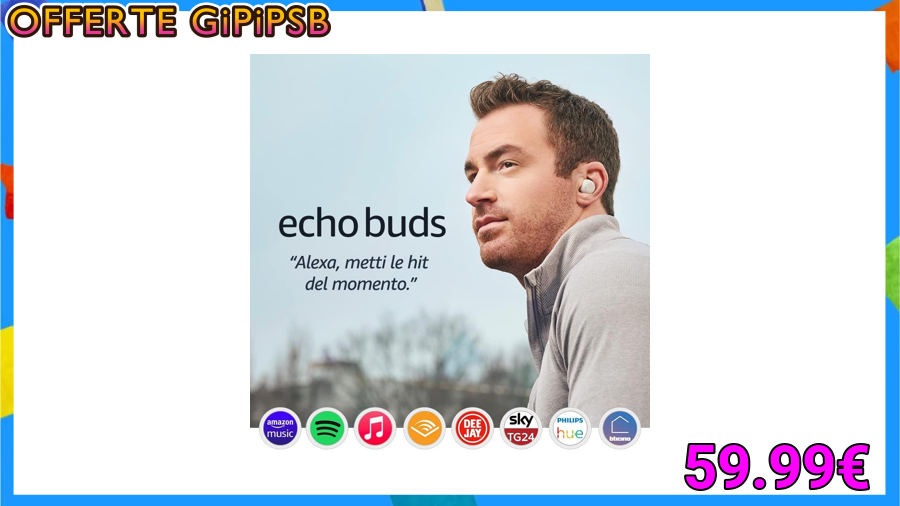 OFFERTE GiPiPSB
echo buds
“Alexa, metti le hit
del momento.”
amazon
music
DEE
JAY
sky
TG24
PHILIPS
hue
bticino
59.99€